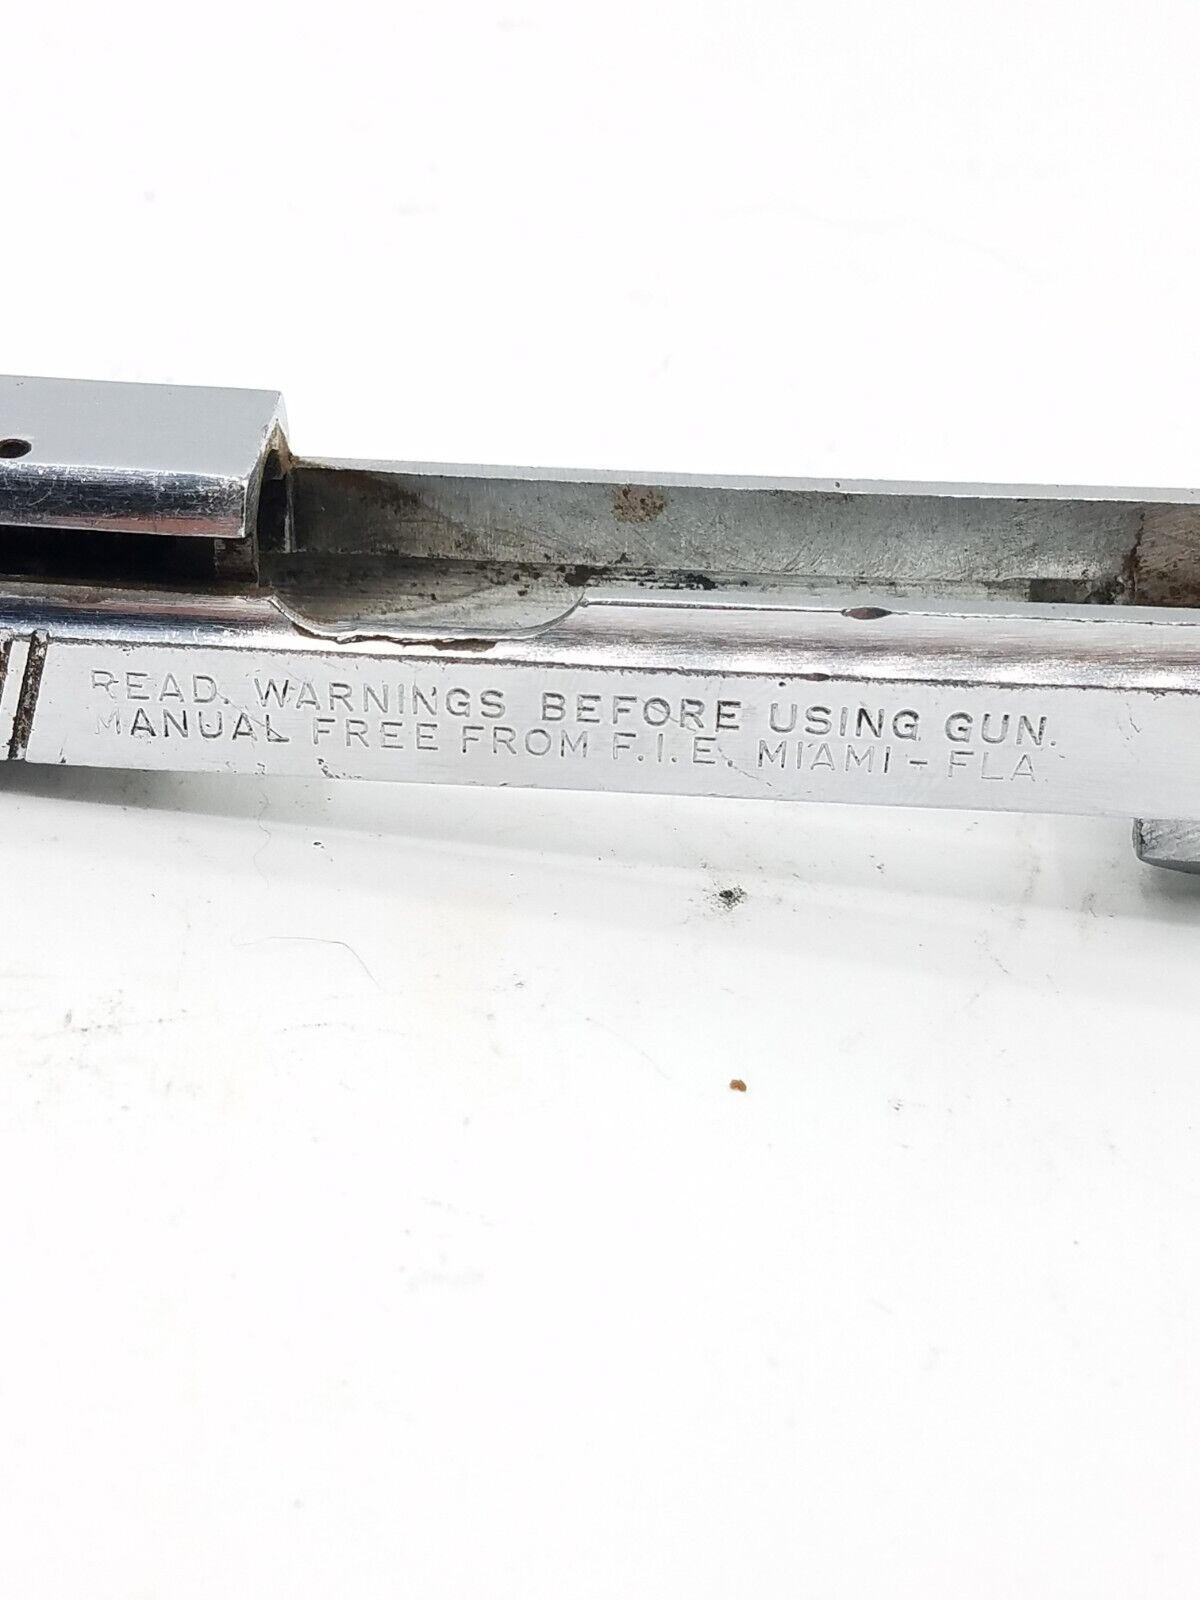 READ. WARNINGS BEFORE USING GUN.
MANUAL FREE FROM F.I.E. MIAMI - FLA.